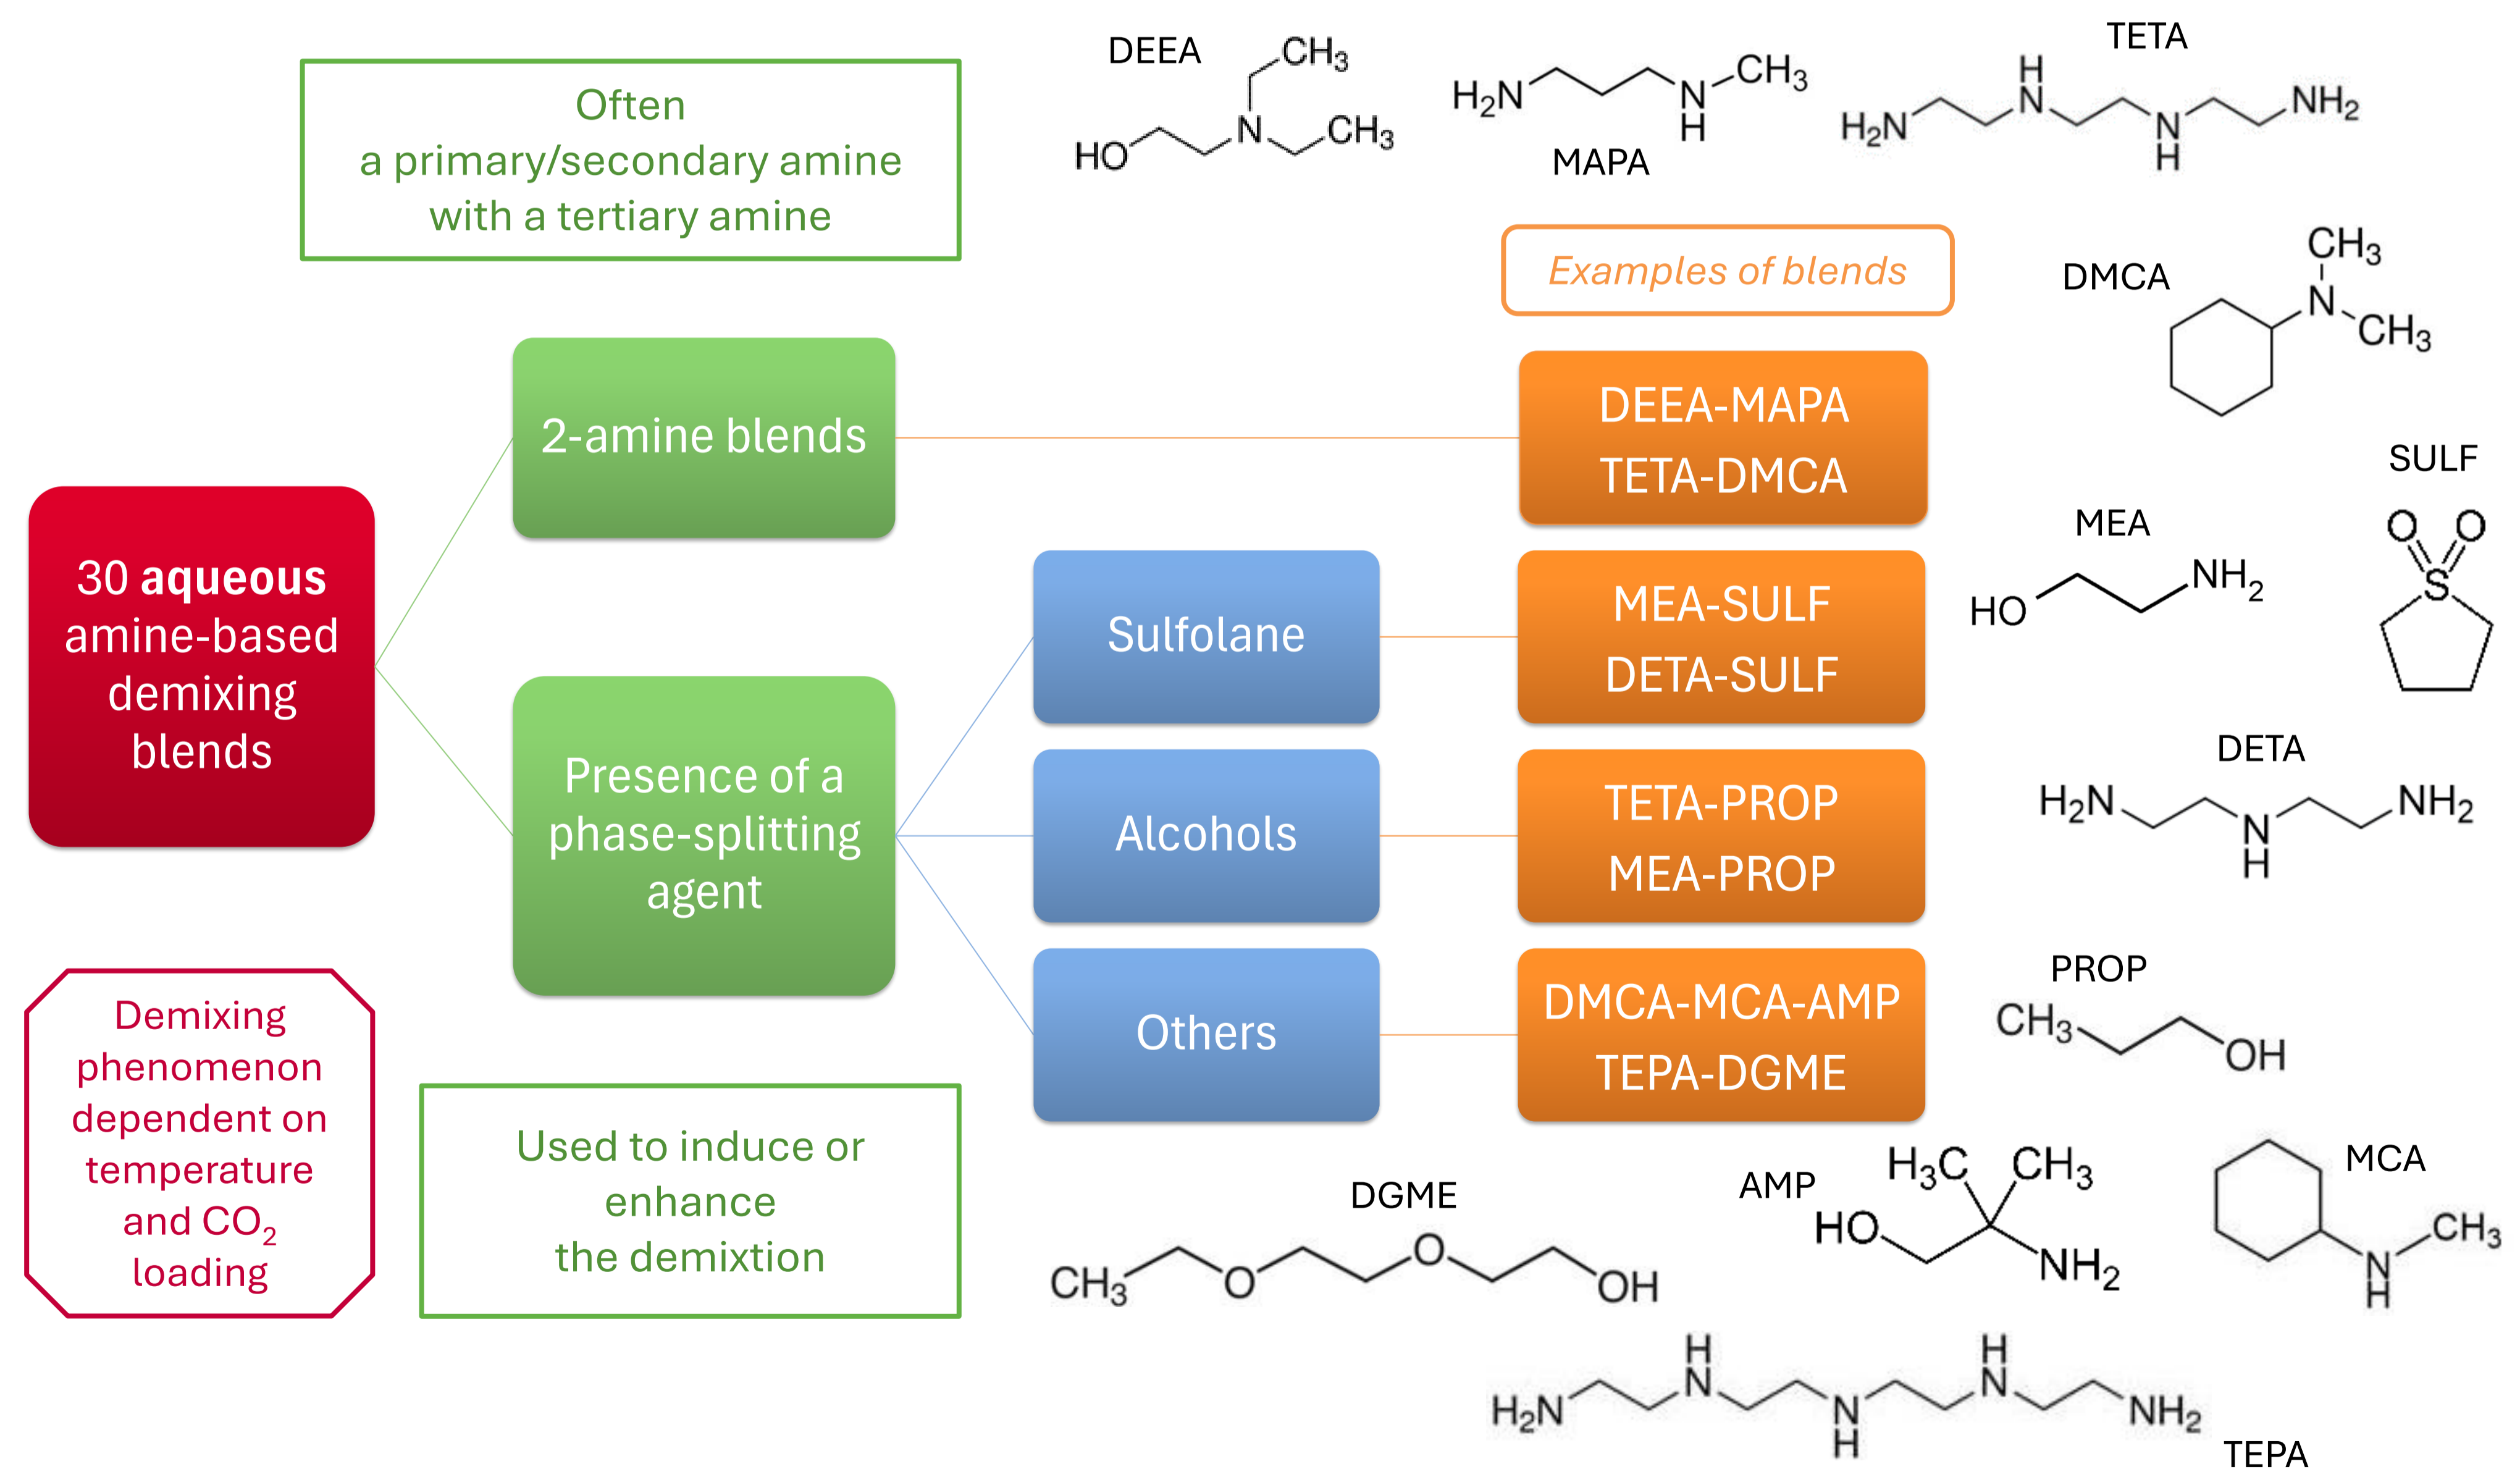 Often
a primary/secondary amine
with a tertiary amine
DEEA
CH3
HO
N
CH3
H2N
N
H
CH3
MAPA
TETA
H2N
H
N
N
H
NH2
Examples of blends
DMCA
CH3
N
CH3
2-amine blends
DEEA-MAPA
TETA-DMCA
SULF
O O
S
MEA
HO
NH2
30 aqueous
amine-based
demixing
blends
Sulfolane
MEA-SULF
DETA-SULF
DETA
H2N
N
H
NH2
Presence of a
phase-splitting
agent
Alcohols
TETA-PROP
MEA-PROP
PROP
CH3
OH
Others
DMCA-MCA-AMP
TEPA-DGME
Demixing
phenomenon
dependent on
temperature
and CO2
loading
Used to induce or
enhance
the demixtion
DGME
CH3
O
O
OH
AMP
H3C CH3
HO
NH2
MCA
CH3
N
H
H2N
H
N
N
H
H
N
NH2
TEPA